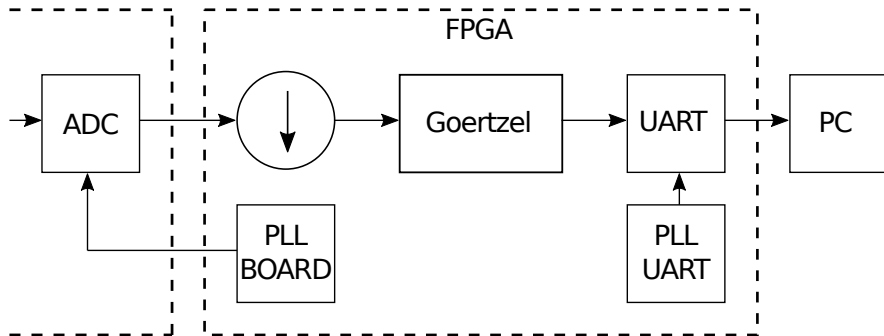 FPGA
ADC
Goertzel
UART
PC
PLL
BOARD
PLL
UART